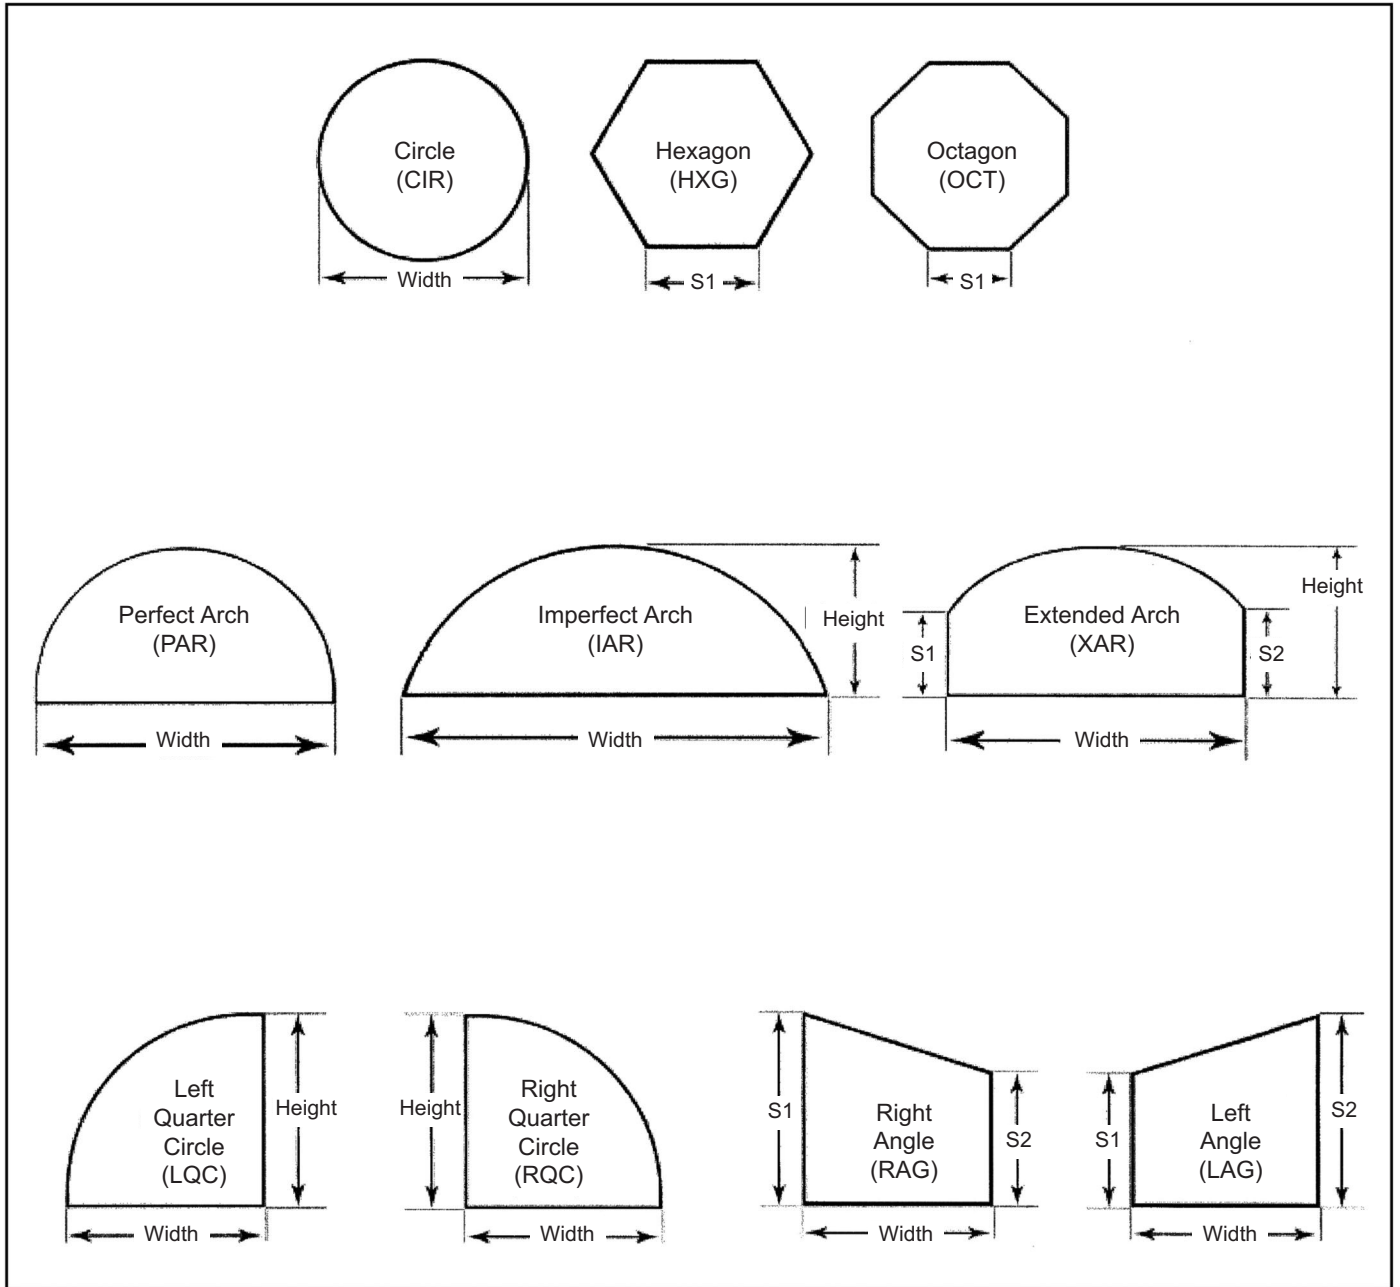 Circle
(CIR)
Width
Hexagon
(HXG)
S1
Octagon
(OCT)
S1
Perfect Arch
(PAR)
Width
Imperfect Arch
(IAR)
Height
Width
Extended Arch
(XAR)
S1
S2
Height
Width
Left
Quarter
Circle
(LQC)
Height
Width
Height
Right
Quarter
Circle
(RQC)
Width
S1
Right
Angle
(RAG)
S2
Width
S1
Left
Angle
(LAG)
S2
Width